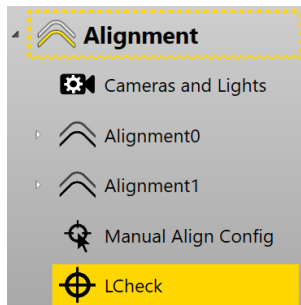 Alignment
Cameras and Lights
Alignment0
Alignment1
Manual Align Config
LCheck